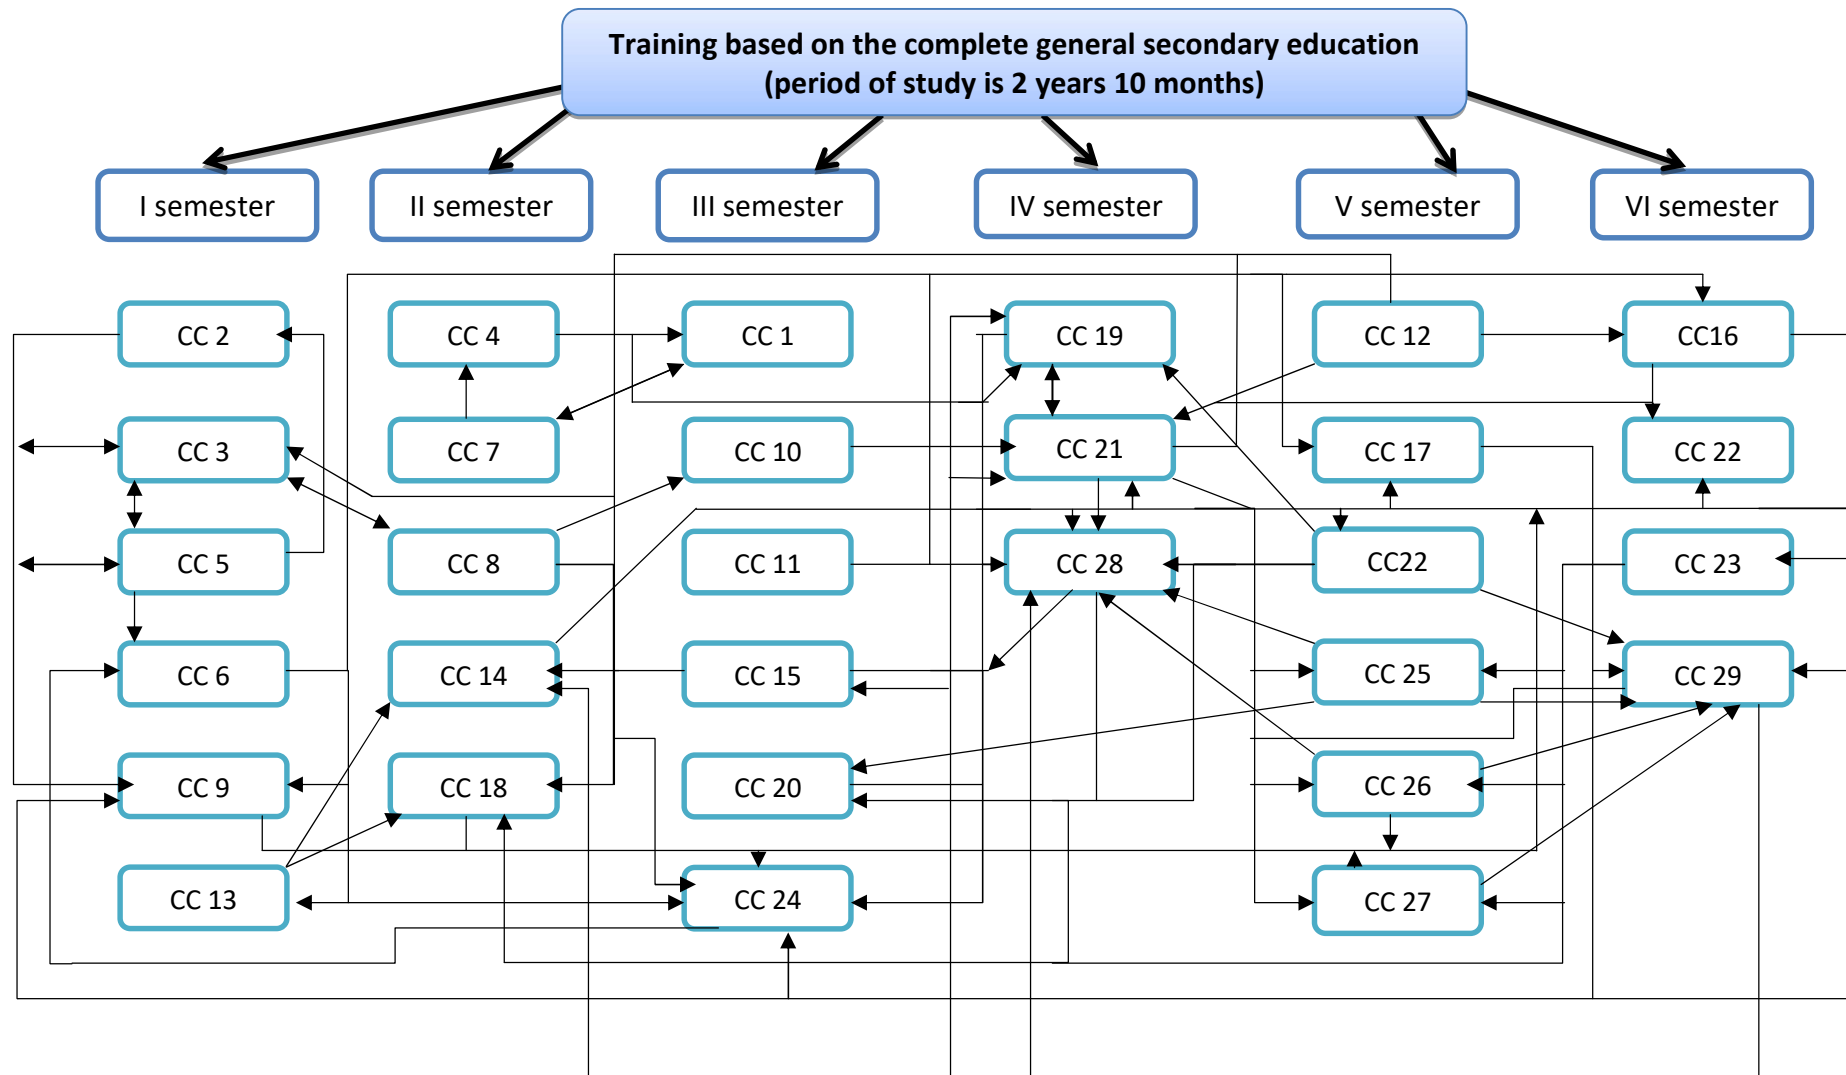 Training based on the complete general secondary education
(period of study is 2 years 10 months)
I semester
II semester
III semester
IV semester
V semester
VI semester
CC 2
CC 4
CC 1
CC 19
CC 12
CC16
CC 3
CC 7
CC 10
CC 21
CC 17
CC 22
CC 5
CC 8
CC 11
CC 28
CC22
CC 23
CC 6
CC 14
CC 15
CC 25
CC 29
CC 9
CC 18
CC 20
CC 26
CC 13
CC 24
CC 27